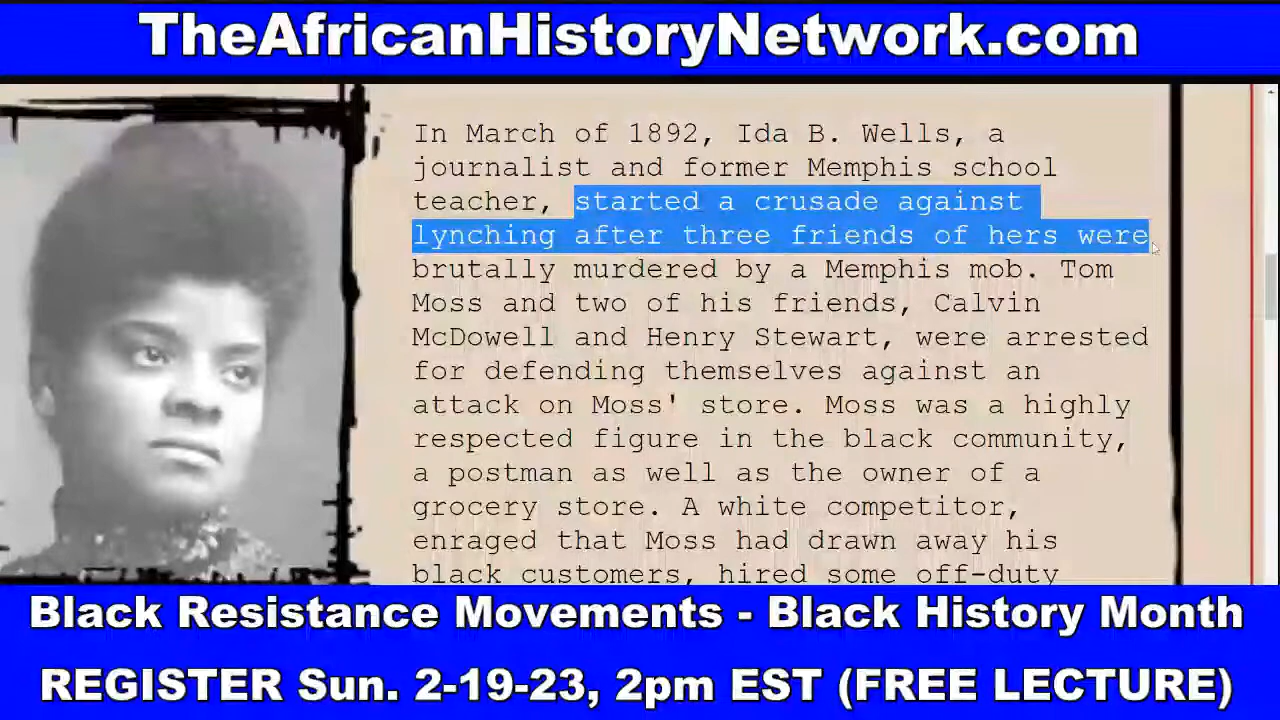 TheAfricanHistoryNetwork.com
In March of 1892, Ida B. Wells, a
journalist and former Memphis school
teacher, started a crusade against
lynching after three friends of hers were
brutally murdered by a Memphis mob. Tom
Moss and two of his friends, Calvin
McDowell and Henry Stewart, were arrested
for defending themselves against an
attack on Moss' store. Moss was a highly
respected figure in the black community,
a postman as well as the owner of a
grocery store. A white competitor,
enraged that Moss had drawn away his
black customers, hired some off-duty
Black Resistance Movements - Black History Month
REGISTER Sun. 2-19-23, 2pm EST (FREE LECTURE)